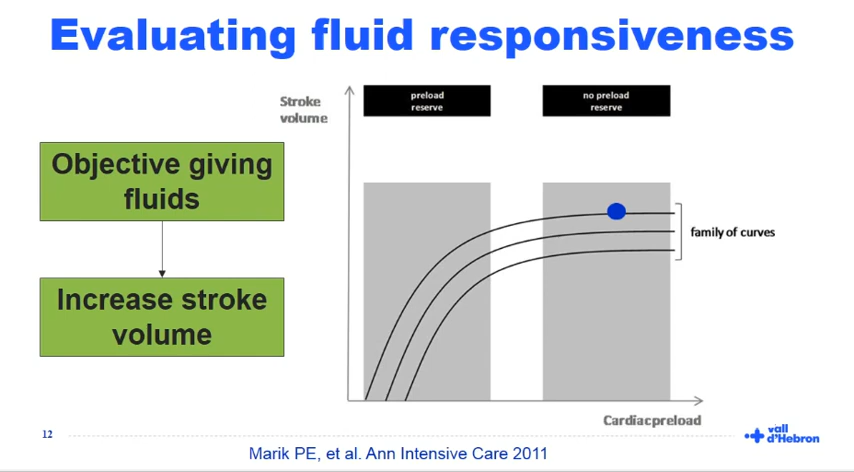 Evaluating fluid responsiveness
Stroke
volume
preload
reserve
no preload
reserve
Objective giving
fluids
family of curves
Increase stroke
volume
Cardiacpreload
12
vall
d'Hebron
Marik PE, et al. Ann Intensive Care 2011